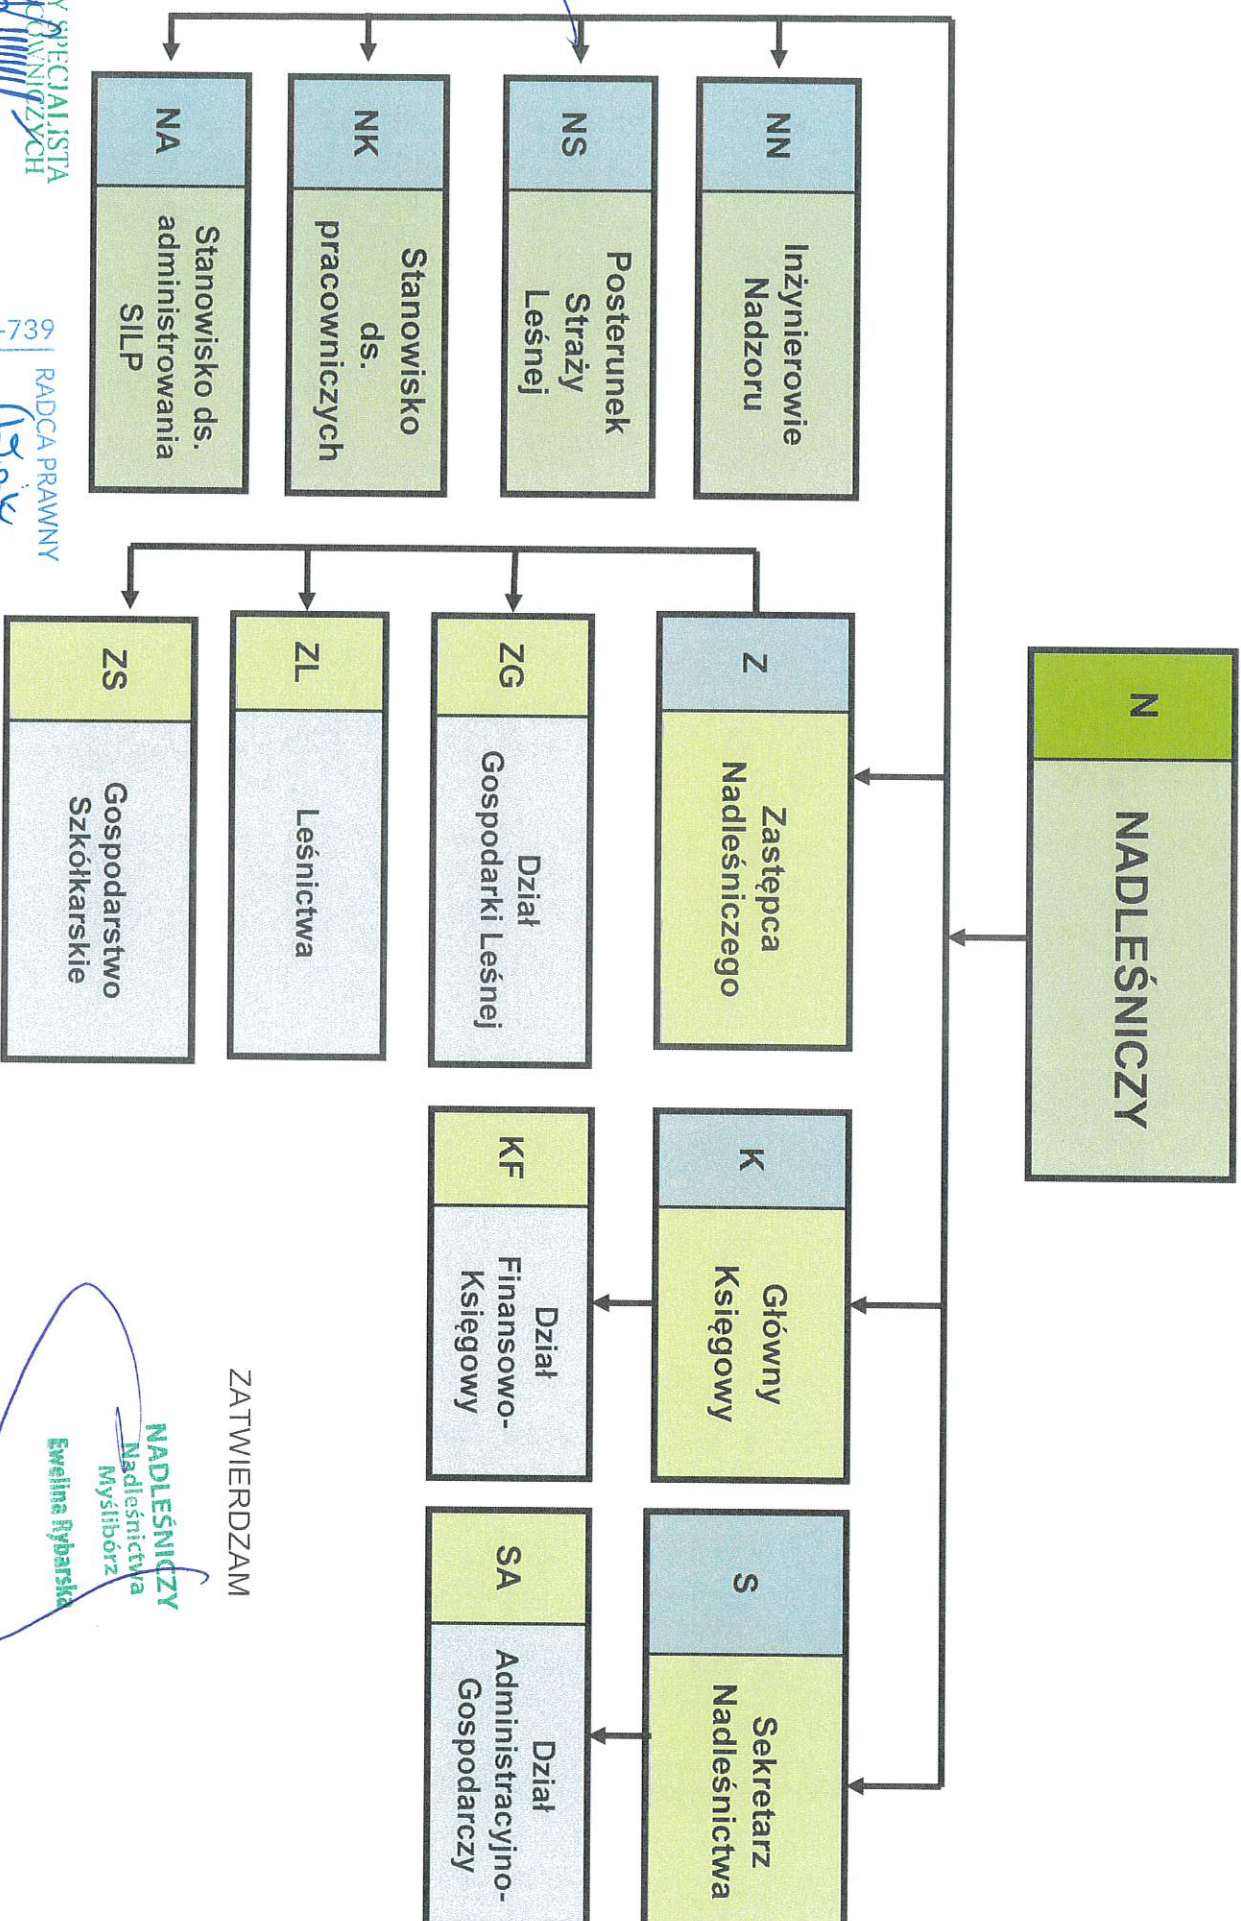 N
NADLEŚNICZY
NN
Inżynierowie
Nadzoru
NS
Posterunek
Straży
Leśnej
NK
Stanowisko
ds.
pracowniczych
NA
Stanowisko ds.
administrowania
SILP
Z
Zastępca
Nadleśniczego
ZG
Dział
Gospodarki Leśnej
ZL
Leśnictwa
ZS
Gospodarstwo
Szkółkarskie
K
Główny
Księgowy
KF
Dział
Finansowo-
Księgowy
S
Sekretarz
Nadleśnictwa
SA
Dział
Administracyjno-
Gospodarczy
SPECJALISTA
-739
RADCA PRAWNY
ZATWIERDZAM
NADLEŚNICZY
Nadleśnictwa
Myślibórz
Ewelina Rybarska